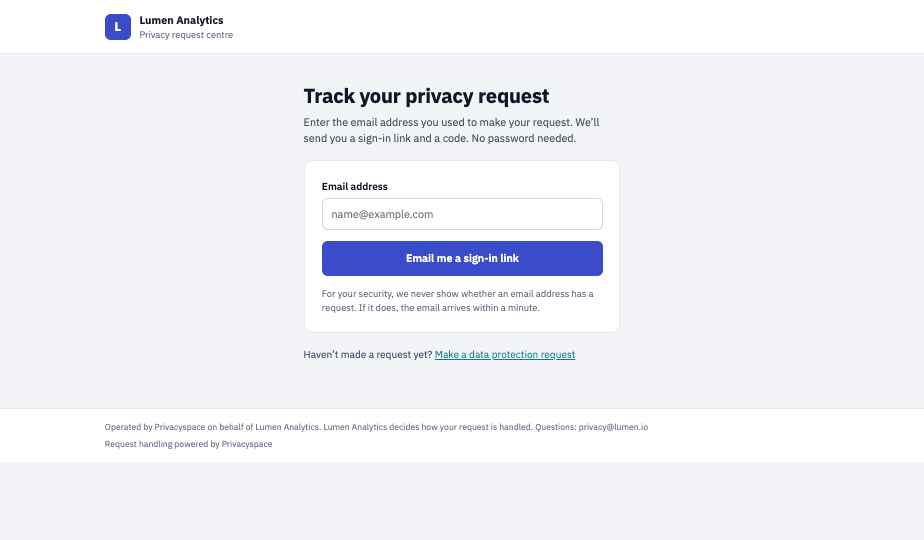 L
Lumen Analytics
Privacy request centre
Track your privacy request
Enter the email address you used to make your request. We'll
send you a sign-in link and a code. No password needed.
Email address
name@example.com
Email me a sign-in link
For your security, we never show whether an email address has a
request. If it does, the email arrives within a minute.
Haven't made a request yet? Make a data protection request
Operated by Privacyspace on behalf of Lumen Analytics. Lumen Analytics decides how your request is handled. Questions: privacy@lumen.io
Request handling powered by Privacyspace